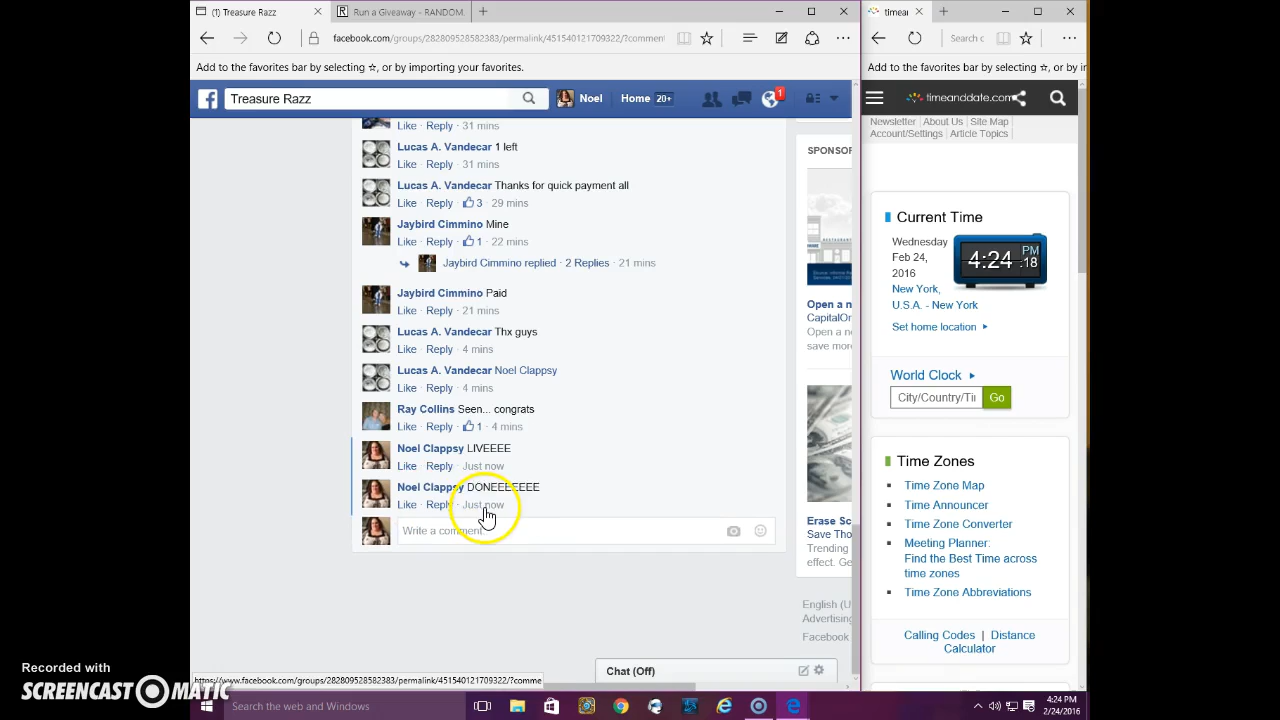 (1) Treasure Razz
Run a Giveaway - RANDOM.
timean
facebook.com/groups/282809528582383/permalink/451540121709322/?comment
Search c
Add to the favorites bar by selecting ☆, or by importing your favorites.
Add to the favorites bar by selecting ☆, or by i
Treasure Razz
Noel
Home 20+
1
timeanddate.com
Newsletter | About Us | Site Map
Account/Settings | Article Topics |
Like · Reply · 31 mins
Lucas A. Vandecar 1 left
Like · Reply · 31 mins
Lucas A. Vandecar Thanks for quick payment all
Like · Reply · 3 · 29 mins
Jaybird Cimmino Mine
Like · Reply · 1 · 22 mins
Jaybird Cimmino replied · 2 Replies · 21 mins
Jaybird Cimmino Paid
Like · Reply · 21 mins
Lucas A. Vandecar Thx guys
Like · Reply · 4 mins
Lucas A. Vandecar Noel Clappsy
Like · Reply · 4 mins
Ray Collins Seen... congrats
Like · Reply · 1 · 4 mins
Noel Clappsy LIVEEEE
Like · Reply · Just now
Noel Clappsy DONEEEEEEE
Like · Reply · Just now
Write a comment...
SPONSOR
Open a n
CapitalOn
Open a n
save more
Erase Sc
Save Tho
Trending
effect. Ge
English (U
Advertising
Facebook
Chat (Off)
Current Time
Wednesday
Feb 24,
2016
New York,
U.S.A. - New York
4:24 PM :18
Set home location
World Clock
City/Country/Ti
Go
Time Zones
Time Zone Map
Time Announcer
Time Zone Converter
Meeting Planner:
Find the Best Time across
time zones
Time Zone Abbreviations
Calling Codes | Distance
Calculator
https://www.facebook.com/groups/282809528582383/permalink/451540121709322/?comme
Recorded with
SCREENCAST-O-MATIC
Search the web and Windows
4:24 PM
2/24/2016